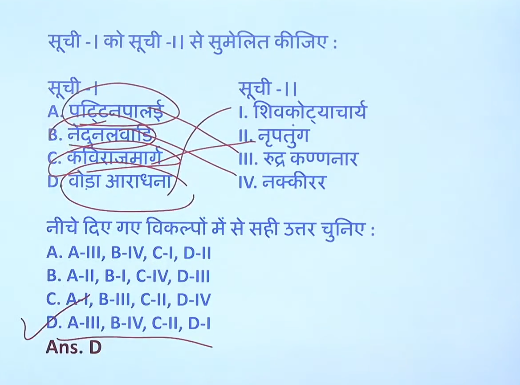 सूची -I को सूची -II से सुमेलित कीजिए :
सूची -I सूची -II
A. पट्टिनपालई I. शिवकोट्याचार्य
B. नेदुनलवाडि II. नृपतुंग
C. कविराजमार्ग III. रुद्र कण्णनार
D. वोडा आराधना IV. नक्कीरर
नीचे दिए गए विकल्पों में से सही उत्तर चुनिए :
A. A-III, B-IV, C-I, D-II
B. A-II, B-I, C-IV, D-III
C. A-I, B-III, C-II, D-IV
D. A-III, B-IV, C-II, D-I
Ans. D